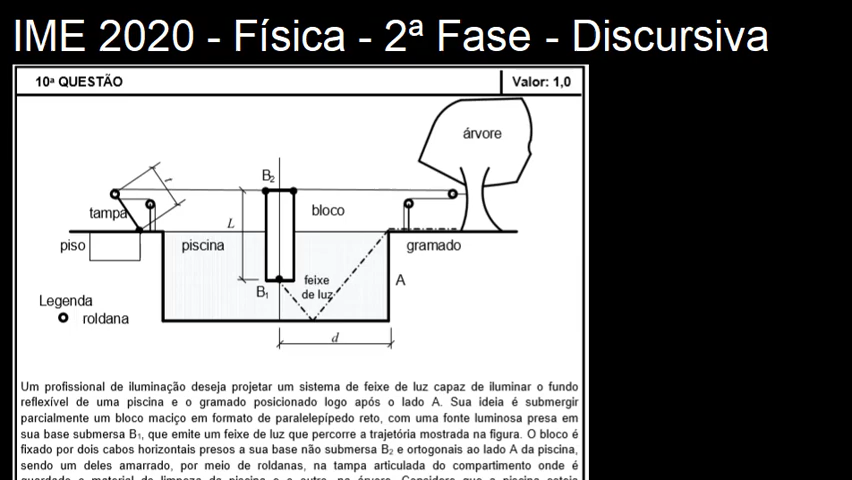 IME 2020 - Física - 2ª Fase - Discursiva
10ª QUESTÃO
Valor: 1,0
árvore
B₂
r
tampa
L
bloco
piso
piscina
gramado
B₁
feixe
de luz
A
Legenda
roldana
d
Um profissional de iluminação deseja projetar um sistema de feixe de luz capaz de iluminar o fundo
reflexível de uma piscina e o gramado posicionado logo após o lado A. Sua ideia é submergir
parcialmente um bloco maciço em formato de paralelepípedo reto, com uma fonte luminosa presa em
sua base submersa B₁, que emite um feixe de luz que percorre a trajetória mostrada na figura. O bloco é
fixado por dois cabos horizontais presos a sua base não submersa B₂ e ortogonais ao lado A da piscina,
sendo um deles amarrado, por meio de roldanas, na tampa articulada do compartimento onde é